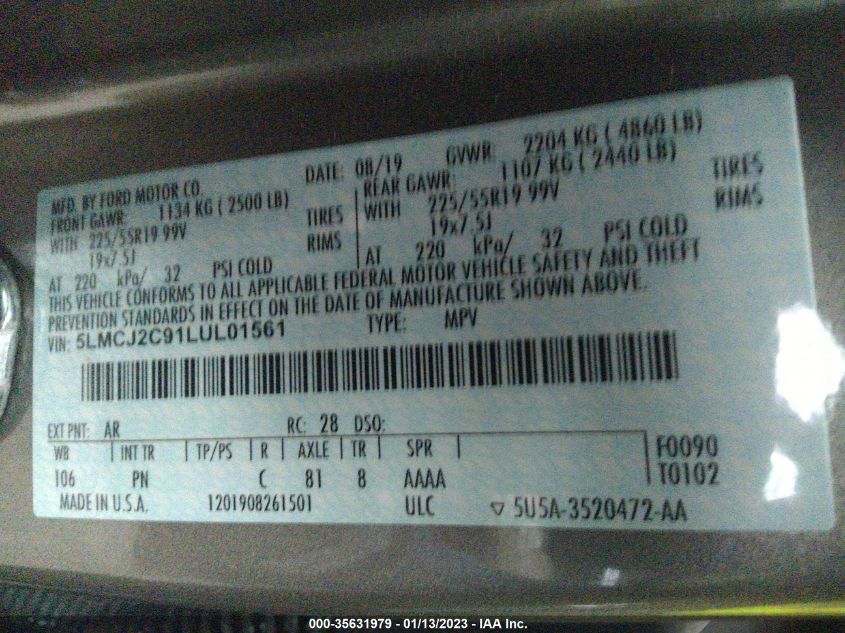 MFD. BY FORD MOTOR CO. DATE: 08/19 GVWR: 2204 KG ( 4860 LB)
FRONT GAWR: 1134 KG ( 2500 LB) REAR GAWR: 1107 KG ( 2440 LB)
WITH 225/55R19 99V TIRES WITH 225/55R19 99V TIRES
19x7.5J RIMS 19x7.5J RIMS
AT 220 kPa/ 32 PSI COLD AT 220 kPa/ 32 PSI COLD
THIS VEHICLE CONFORMS TO ALL APPLICABLE FEDERAL MOTOR VEHICLE SAFETY AND THEFT
PREVENTION STANDARDS IN EFFECT ON THE DATE OF MANUFACTURE SHOWN ABOVE.
VIN: 5LMCJ2C91LUL01561 TYPE: MPV
EXT PNT: AR RC: 28 DSO:
WB INT TR TP/PS R AXLE TR SPR F0090
106 PN C 81 8 AAAA T0102
MADE IN U.S.A. 1201908261501 ULC ▽ 5U5A-3520472-AA
000-35631979 - 01/13/2023 - IAA Inc.